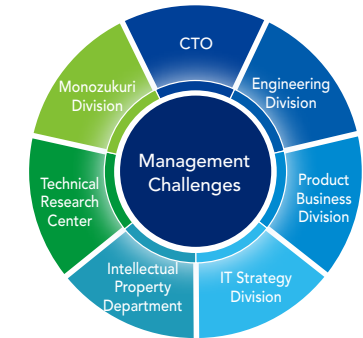 CTO
Engineering
Division
Product
Business
Division
IT Strategy
Division
Intellectual
Property
Department
Technical
Research
Center
Monozukuri
Division
Management
Challenges